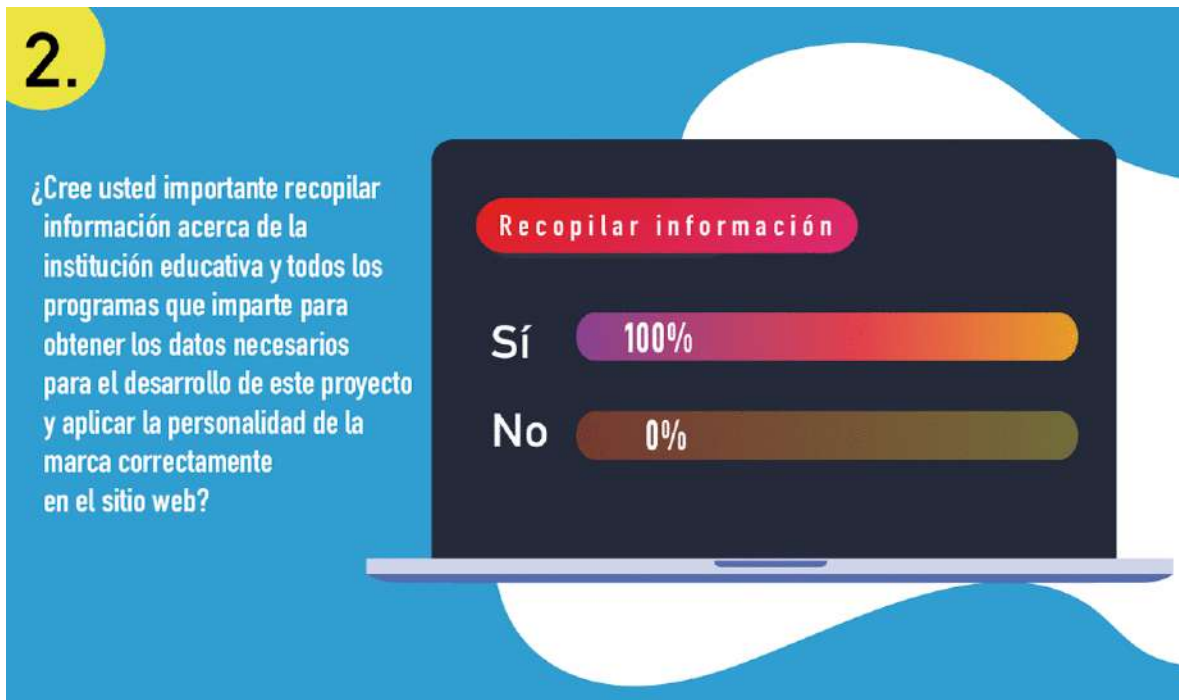 2.
¿Cree usted importante recopilar
información acerca de la
institución educativa y todos los
programas que imparte para
obtener los datos necesarios
para el desarrollo de este proyecto
y aplicar la personalidad de la
marca correctamente
en el sitio web?
Recopilar información
Sí 100%
No 0%